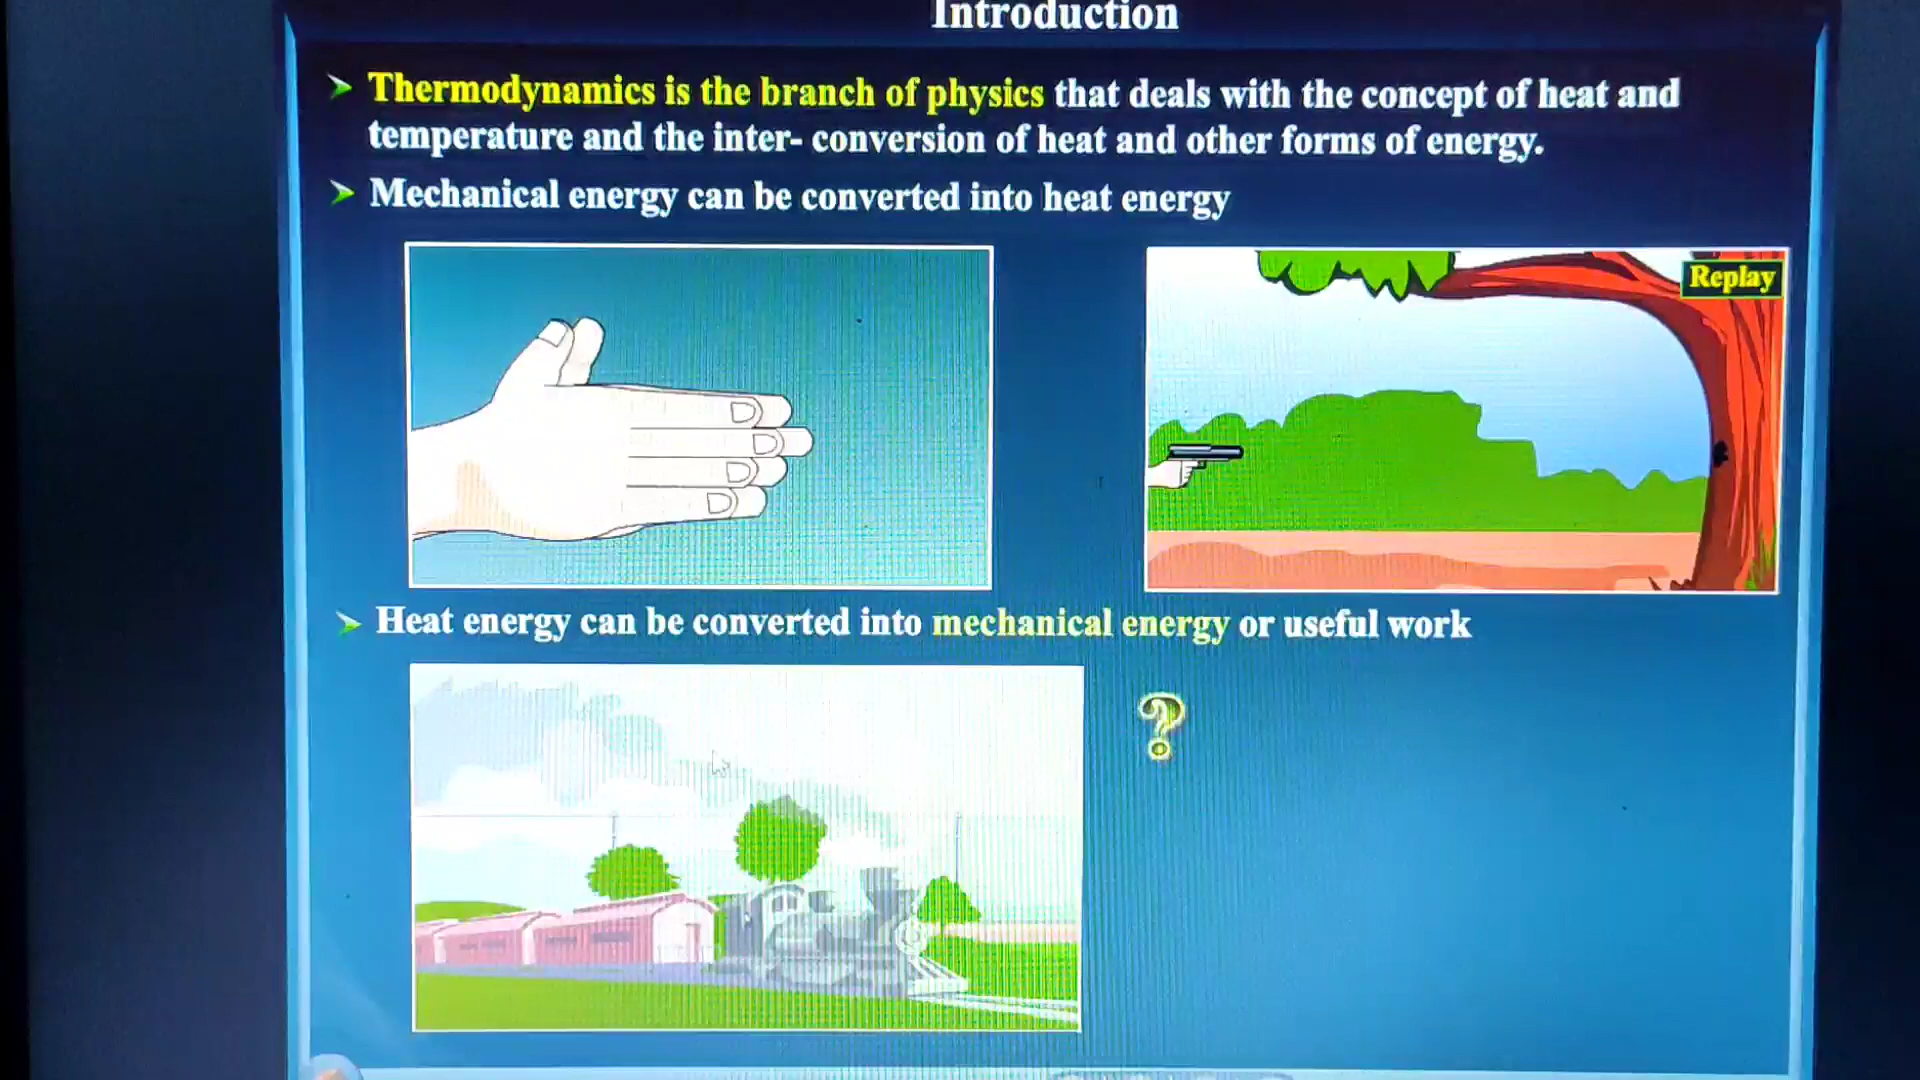 Introduction
Thermodynamics is the branch of physics that deals with the concept of heat and
temperature and the inter- conversion of heat and other forms of energy.
Mechanical energy can be converted into heat energy
Replay
Heat energy can be converted into mechanical energy or useful work
?